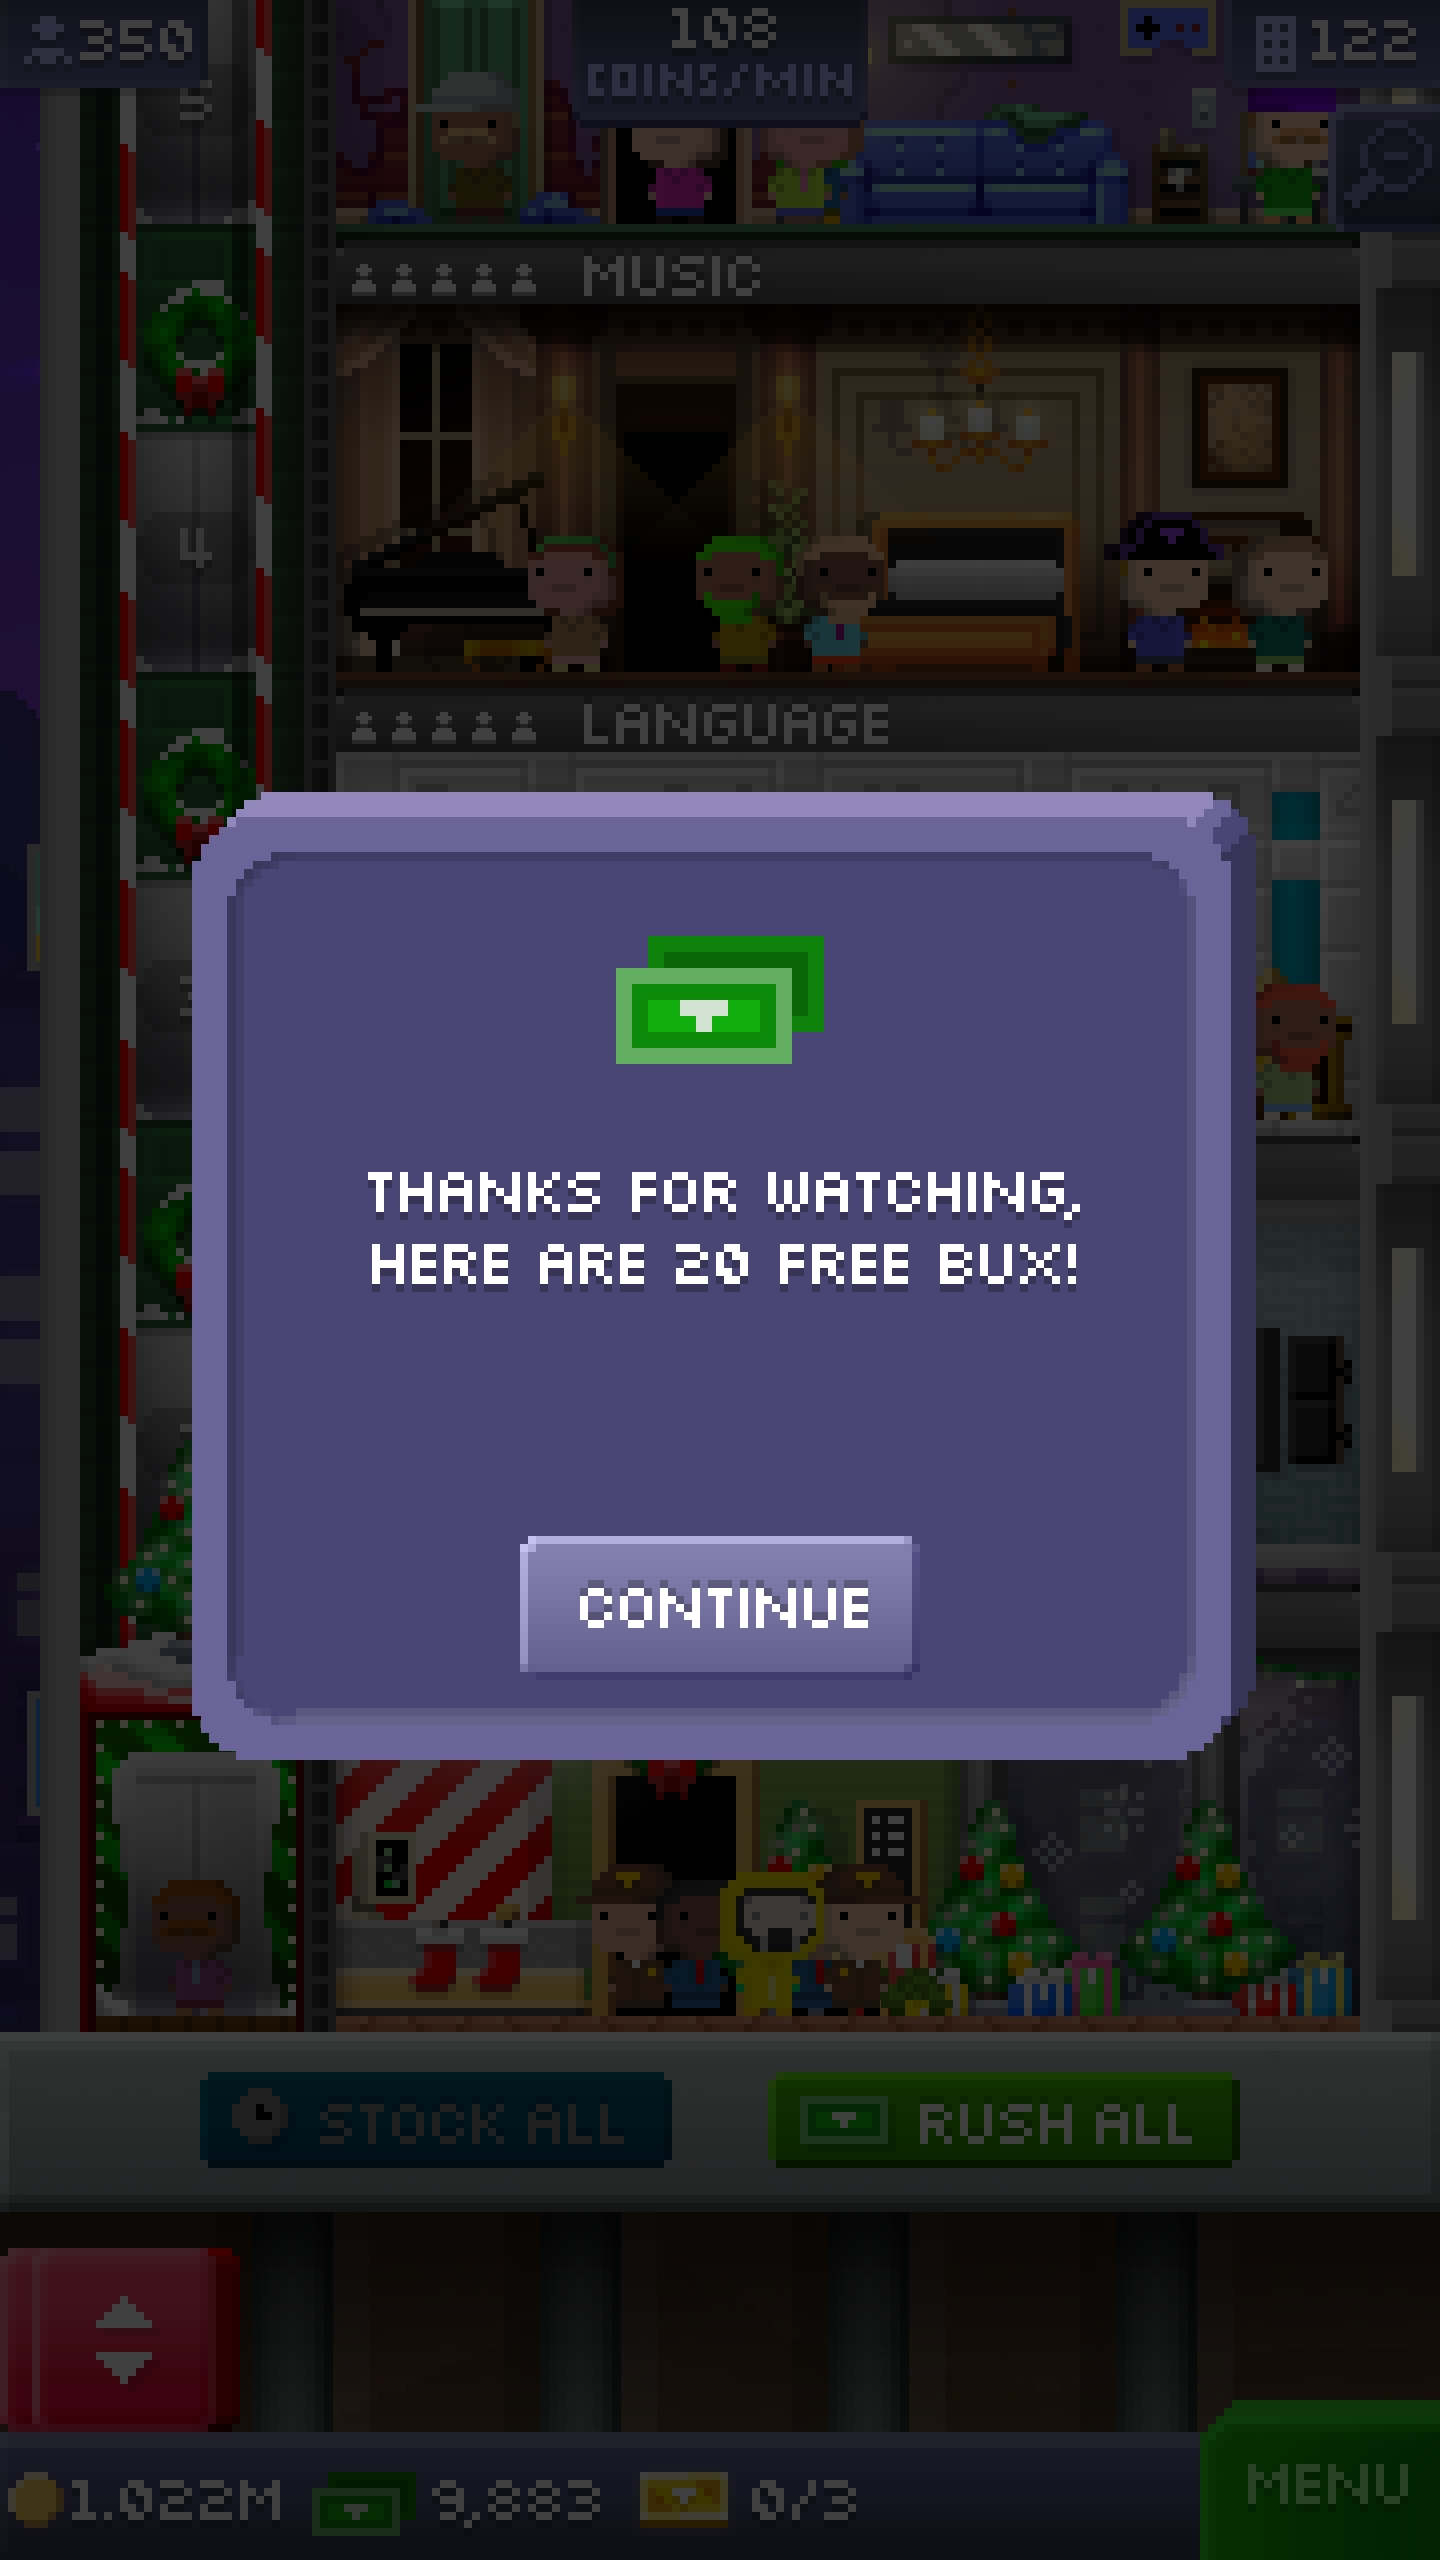 350
108
COINS/MIN
122
5
MUSIC
4
LANGUAGE
THANKS FOR WATCHING,
HERE ARE 20 FREE BUX!
CONTINUE
STOCK ALL
RUSH ALL
1.022M
9,883
0/3
MENU